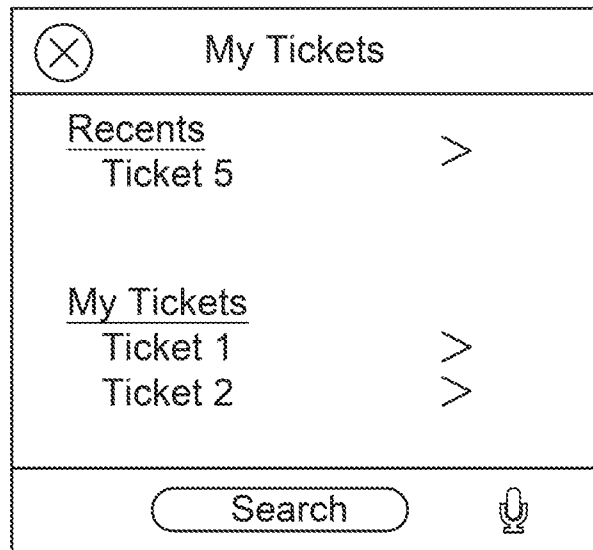 My Tickets
Recents
Ticket 5 >
My Tickets
Ticket 1 >
Ticket 2 >
Search